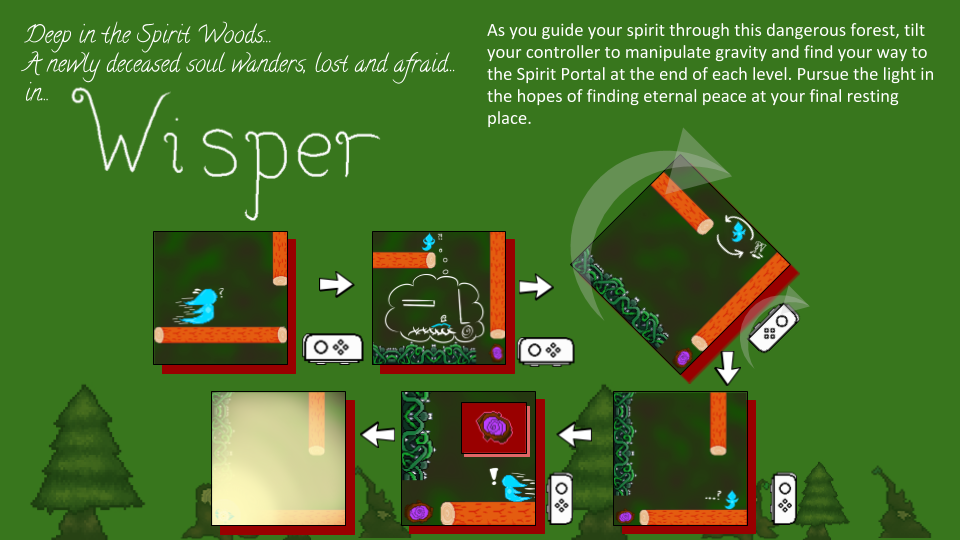 Deep in the Spirit Woods...
A newly deceased soul wanders, lost and afraid...
in...
Wisper
As you guide your spirit through this dangerous forest, tilt
your controller to manipulate gravity and find your way to
the Spirit Portal at the end of each level. Pursue the light in
the hopes of finding eternal peace at your final resting
place.
?
!
....?